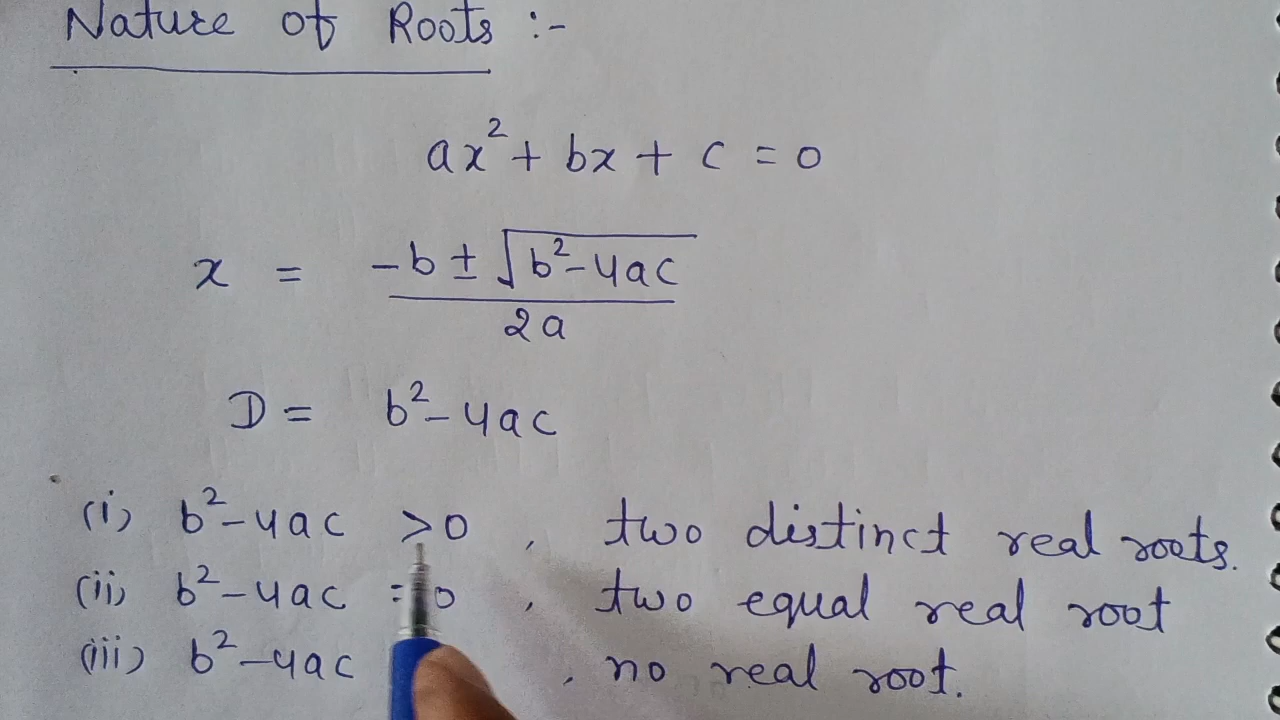 Nature of Roots :-
ax² + bx + c = 0
x = -b ± √b²-4ac
2a
D = b²-4ac
(i) b²-4ac >0 , two distinct real roots.
(ii) b²-4ac =0 , two equal real root
(iii) b²-4ac , no real root.